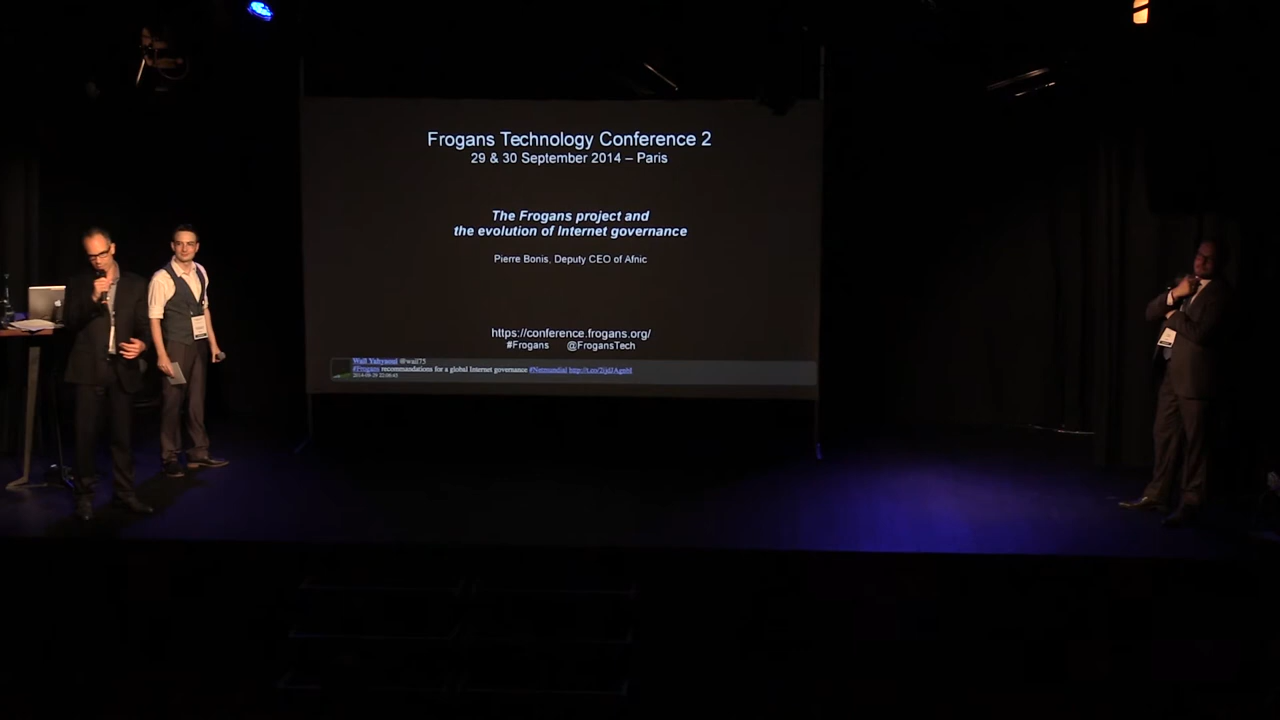 Frogans Technology Conference 2
29 & 30 September 2014 – Paris
The Frogans project and
the evolution of Internet governance
Pierre Bonis, Deputy CEO of Afnic
https://conference.frogans.org/
#Frogans @FrogansTech
Wail Yahyaoui @wail75
#Frogans recommandations for a global Internet governance #Netmundial